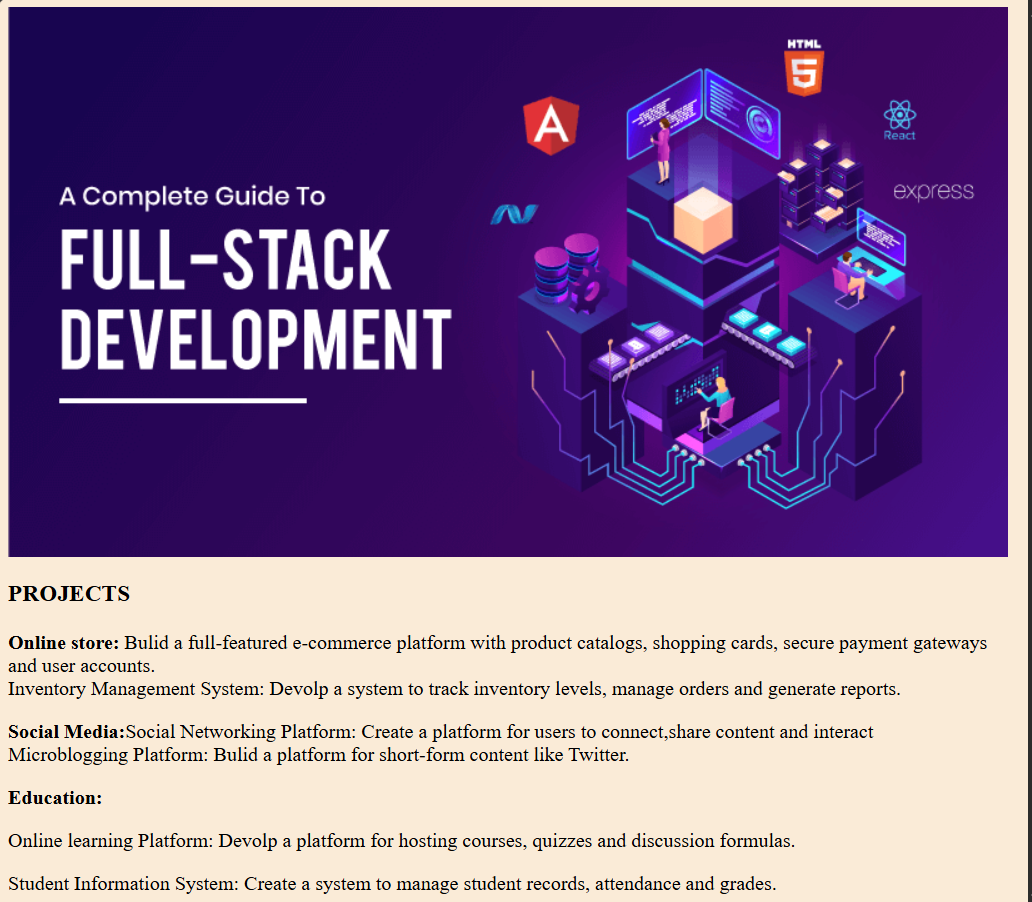 HTML
React
express
A Complete Guide To
FULL-STACK
DEVELOPMENT
PROJECTS
Online store: Bulid a full-featured e-commerce platform with product catalogs, shopping cards, secure payment gateways
and user accounts.
Inventory Management System: Devolp a system to track inventory levels, manage orders and generate reports.
Social Media:Social Networking Platform: Create a platform for users to connect,share content and interact
Microblogging Platform: Bulid a platform for short-form content like Twitter.
Education:
Online learning Platform: Devolp a platform for hosting courses, quizzes and discussion formulas.
Student Information System: Create a system to manage student records, attendance and grades.